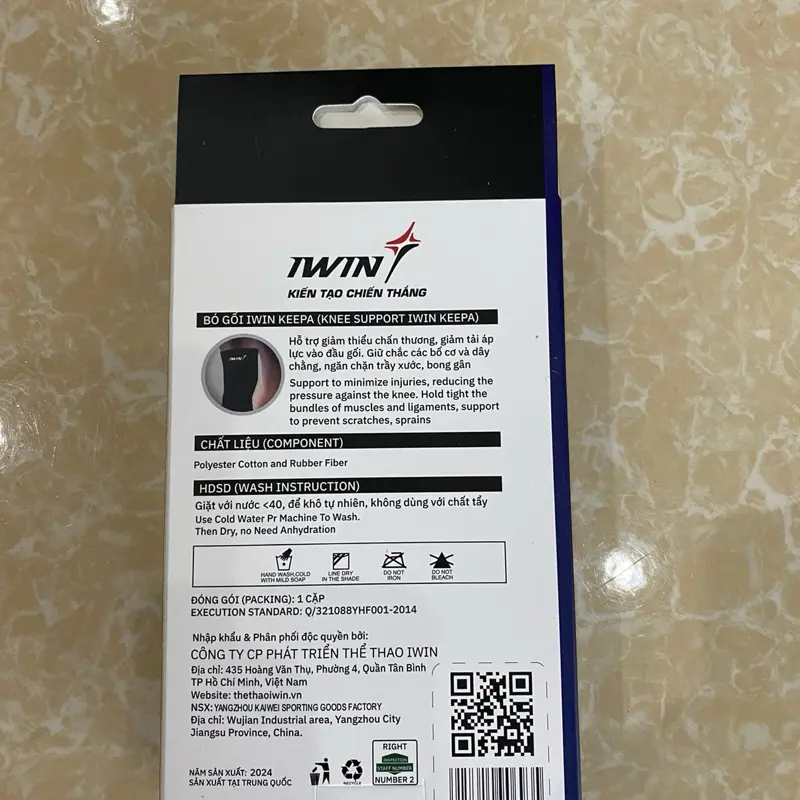 IWIN
KIẾN TẠO CHIẾN THẮNG
BÓ GỐI IWIN KEEPA (KNEE SUPPORT IWIN KEEPA)
IWIN
Hỗ trợ giảm thiểu chấn thương, giảm tải áp
lực vào đầu gối. Giữ chắc các bó cơ và dây
chằng, ngăn chặn trầy xước, bong gân
Support to minimize injuries, reducing the
pressure against the knee. Hold tight the
bundles of muscles and ligaments, support
to prevent scratches, sprains
CHẤT LIỆU (COMPONENT)
Polyester Cotton and Rubber Fiber
HDSD (WASH INSTRUCTION)
Giặt với nước <40, để khô tự nhiên, không dùng với chất tẩy
Use Cold Water Pr Machine To Wash.
Then Dry, no Need Anhydration
HAND WASH,COLD
WITH MILD SOAP
LINE DRY
IN THE SHADE
DO NOT
IRON
DO NOT
BLEACH
ĐÓNG GÓI (PACKING): 1 CẶP
EXECUTION STANDARD: Q/321088YHF001-2014
Nhập khẩu & Phân phối độc quyền bởi:
CÔNG TY CP PHÁT TRIỂN THỂ THAO IWIN
Địa chỉ: 435 Hoàng Văn Thụ, Phường 4, Quần Tân Bình
TP Hồ Chí Minh, Việt Nam
Website: thethaoiwin.vn
NSX: YANGZHOU KAIWEI SPORTING GOODS FACTORY
Địa chỉ: Wujian Industrial area, Yangzhou City
Jiangsu Province, China.
NĂM SẢN XUẤT: 2024
SẢN XUẤT TẠI TRUNG QUỐC
RECYCLE
RIGHT
INSPECTION
STAFF NUMBER
NUMBER 2